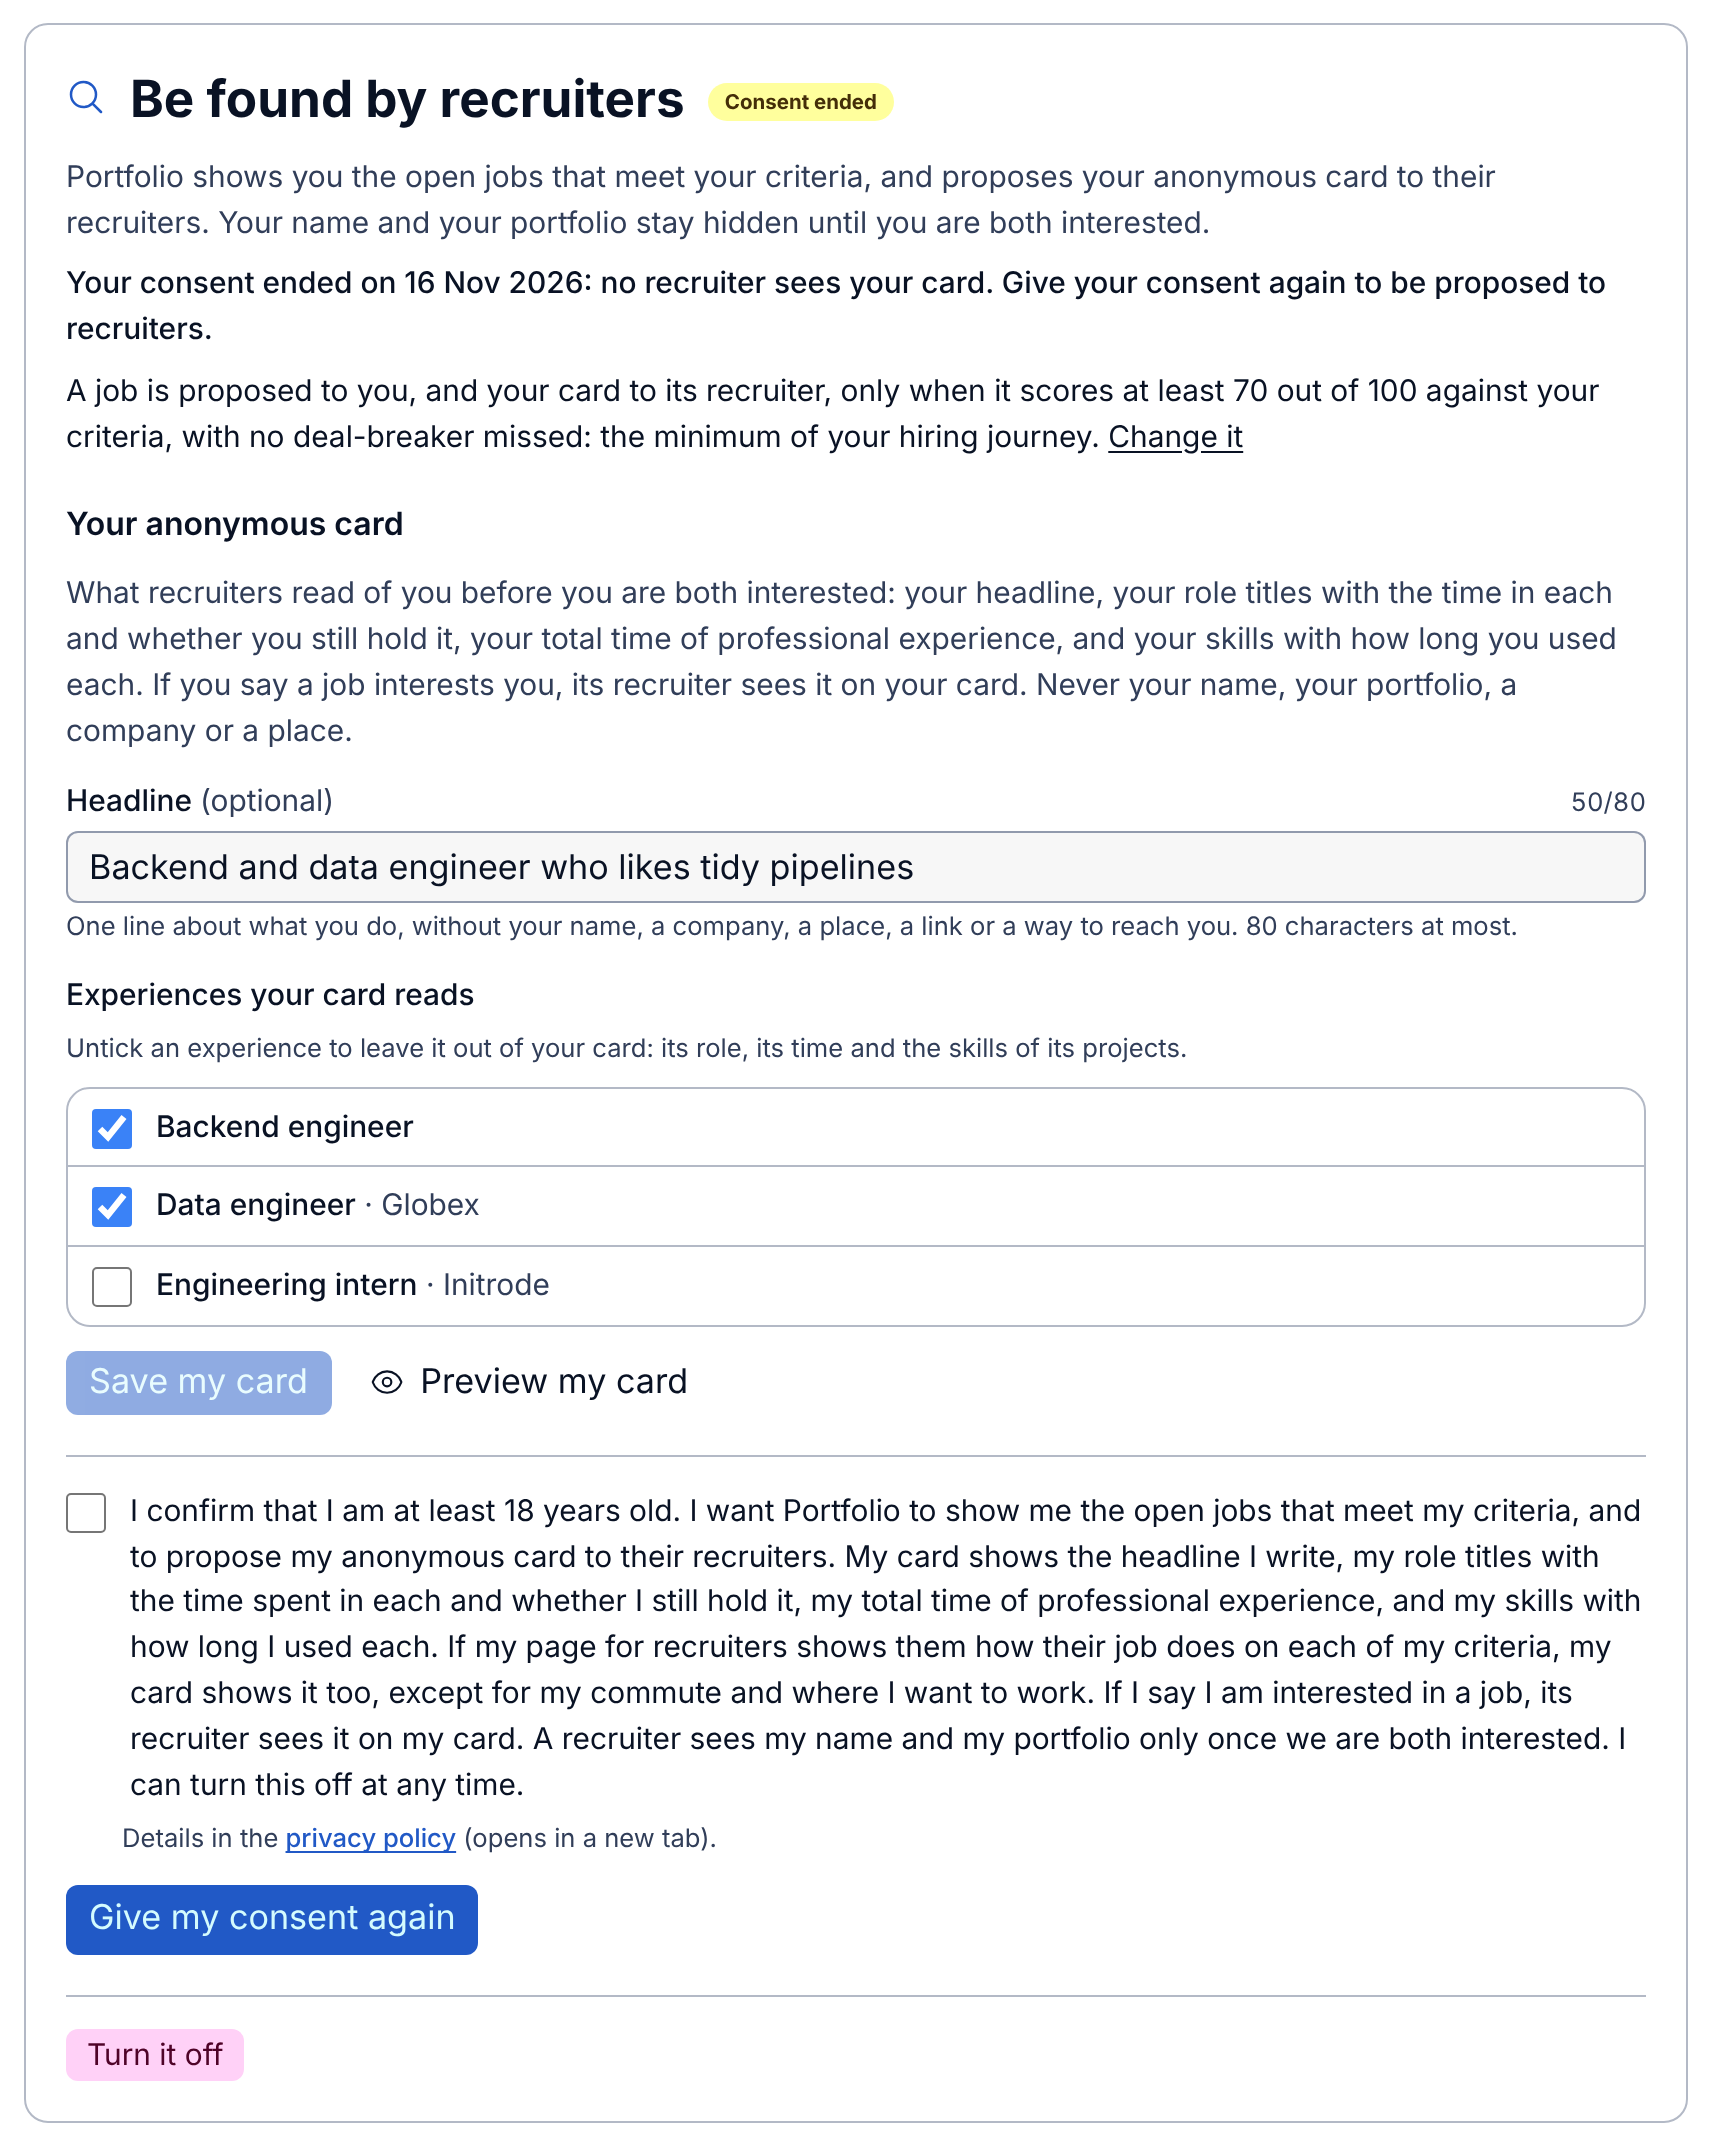 Be found by recruiters
Consent ended
Portfolio shows you the open jobs that meet your criteria, and proposes your anonymous card to their
recruiters. Your name and your portfolio stay hidden until you are both interested.
Your consent ended on 16 Nov 2026: no recruiter sees your card. Give your consent again to be proposed to
recruiters.
A job is proposed to you, and your card to its recruiter, only when it scores at least 70 out of 100 against your
criteria, with no deal-breaker missed: the minimum of your hiring journey. Change it
Your anonymous card
What recruiters read of you before you are both interested: your headline, your role titles with the time in each
and whether you still hold it, your total time of professional experience, and your skills with how long you used
each. If you say a job interests you, its recruiter sees it on your card. Never your name, your portfolio, a
company or a place.
Headline (optional)
50/80
Backend and data engineer who likes tidy pipelines
One line about what you do, without your name, a company, a place, a link or a way to reach you. 80 characters at most.
Experiences your card reads
Untick an experience to leave it out of your card: its role, its time and the skills of its projects.
Backend engineer
Data engineer · Globex
Engineering intern · Initrode
Save my card
Preview my card
I confirm that I am at least 18 years old. I want Portfolio to show me the open jobs that meet my criteria, and
to propose my anonymous card to their recruiters. My card shows the headline I write, my role titles with
the time spent in each and whether I still hold it, my total time of professional experience, and my skills with
how long I used each. If my page for recruiters shows them how their job does on each of my criteria, my
card shows it too, except for my commute and where I want to work. If I say I am interested in a job, its
recruiter sees it on my card. A recruiter sees my name and my portfolio only once we are both interested. I
can turn this off at any time.
Details in the privacy policy (opens in a new tab).
Give my consent again
Turn it off